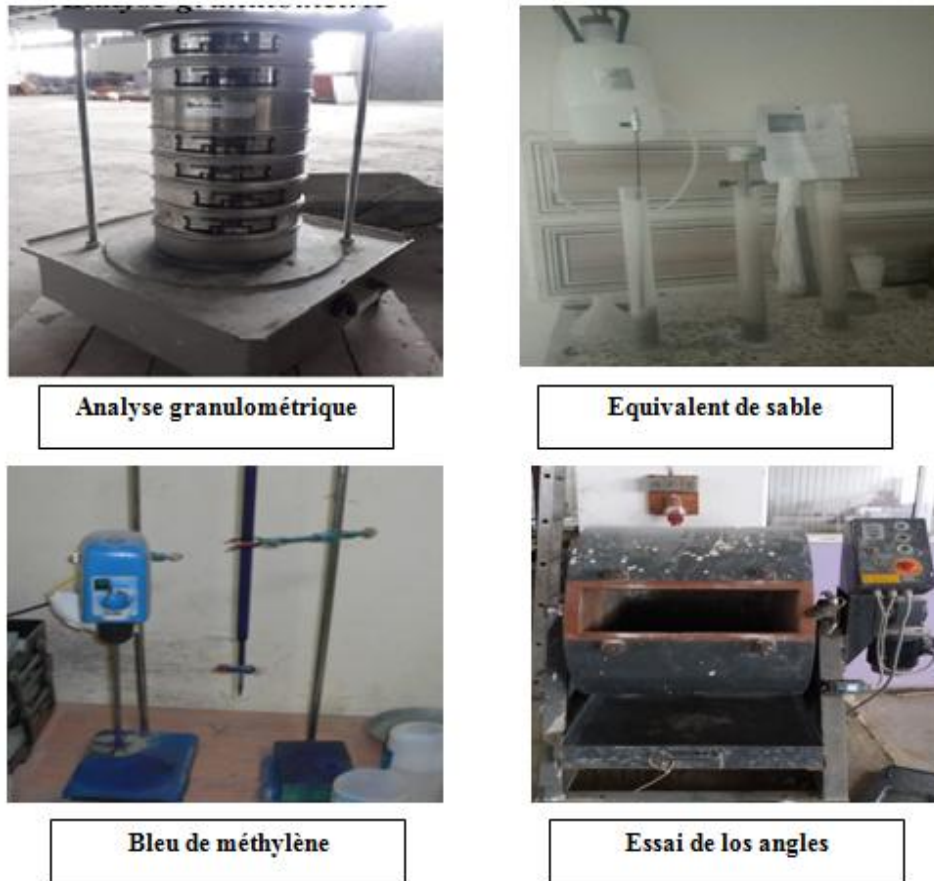 Analyse granulométrique
Equivalent de sable
Bleu de méthylène
Essai de los angles